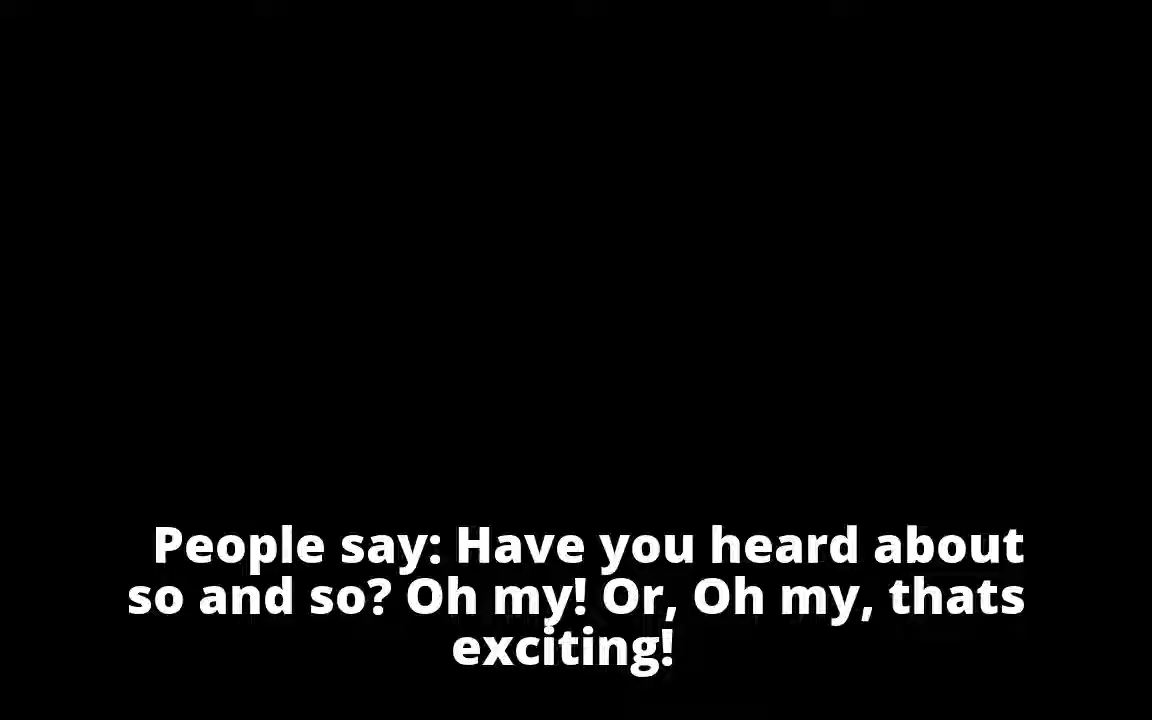 People say: Have you heard about
so and so? Oh my! Or, Oh my, thats
exciting!